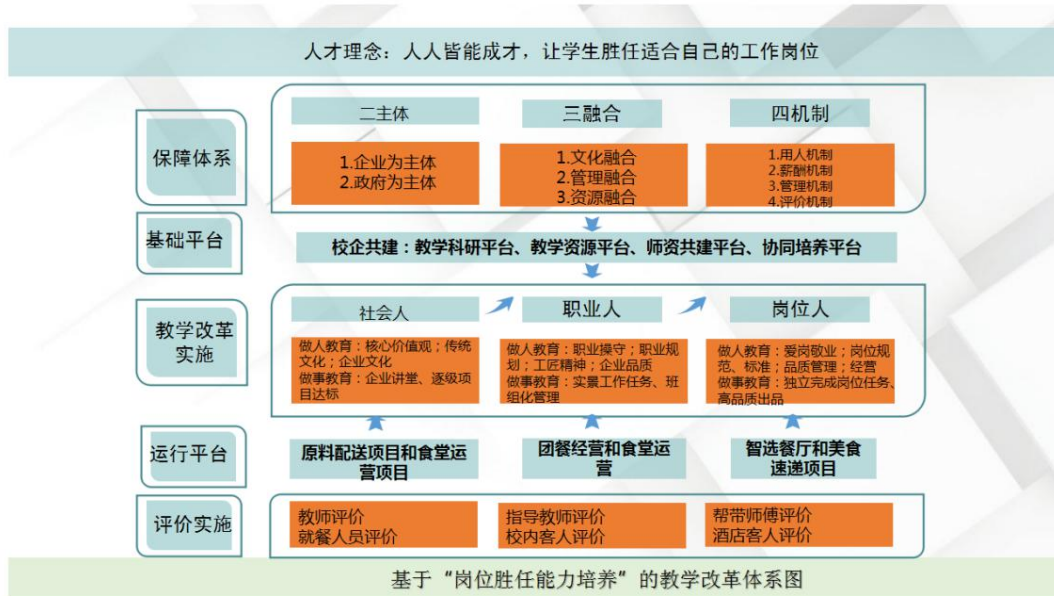 人才理念：人人皆能成才，让学生胜任适合自己的工作岗位
保障体系
二主体
三融合
四机制
1.企业为主体
2.政府为主体
1.文化融合
2.管理融合
3.资源融合
1.用人机制
2.薪酬机制
3.管理机制
4.评价机制
基础平台
校企共建：教学科研平台、教学资源平台、师资共建平台、协同培养平台
教学改革
实施
社会人
职业人
岗位人
做人教育：核心价值观；传统
文化；企业文化
做事教育：企业讲堂、逐级项
目达标
做人教育：职业操守；职业规
划；工匠精神；企业品质
做事教育：实景工作任务、班
组化管理
做人教育：爱岗敬业；岗位规
范、标准；品质管理；经营
做事教育：独立完成岗位任务、
高品质出品
运行平台
原料配送项目和食堂运
营项目
团餐经营和食堂运
营
智选餐厅和美食
速递项目
评价实施
教师评价
就餐人员评价
指导教师评价
校内客人评价
帮带师傅评价
酒店客人评价
基于“岗位胜任能力培养”的教学改革体系图